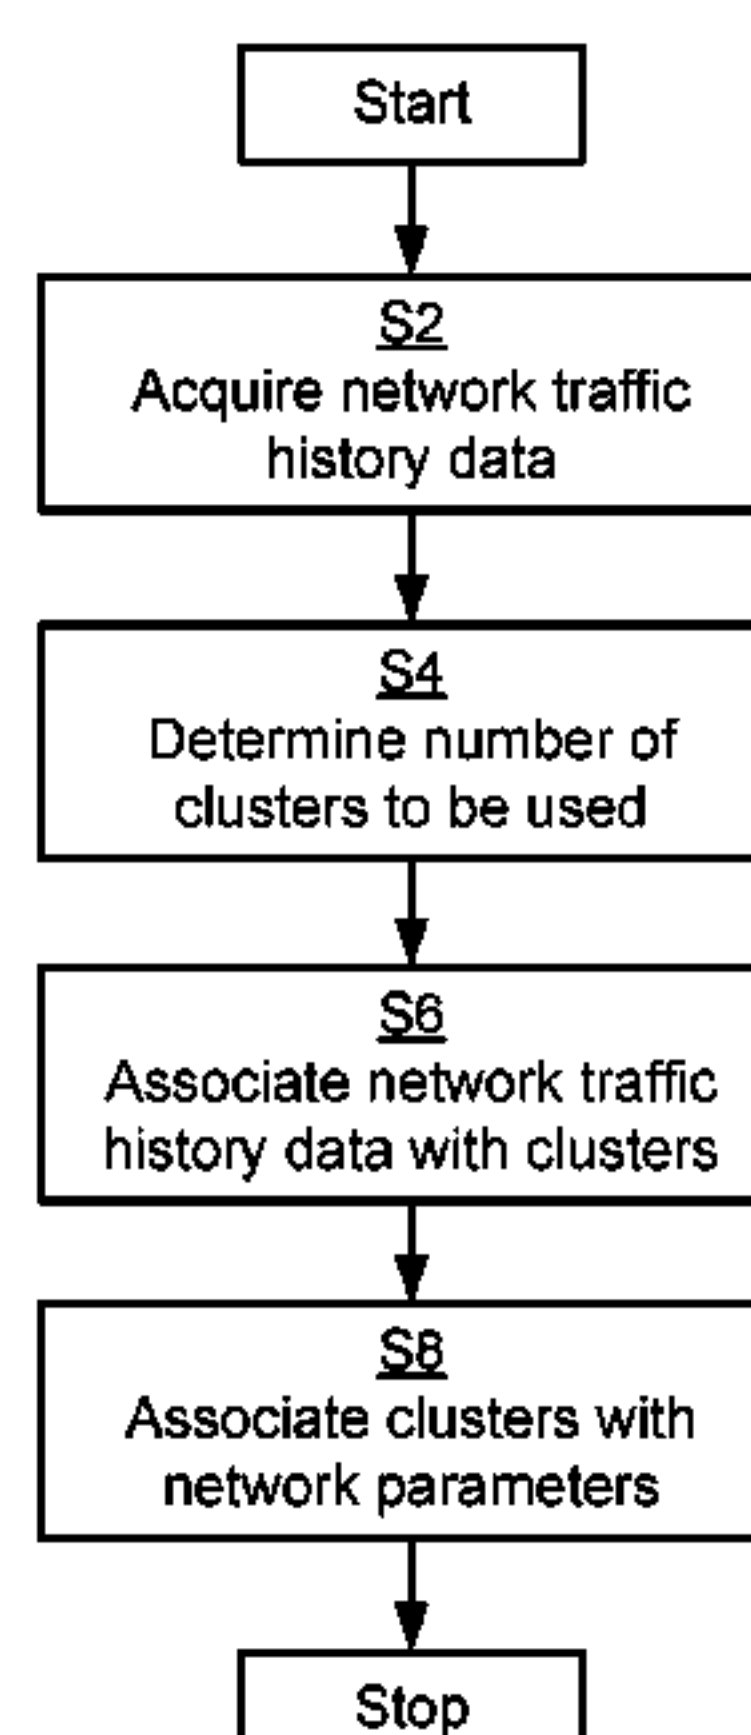 Start
S2
Acquire network traffic
history data
S4
Determine number of
clusters to be used
S6
Associate network traffic
history data with clusters
S8
Associate clusters with
network parameters
Stop